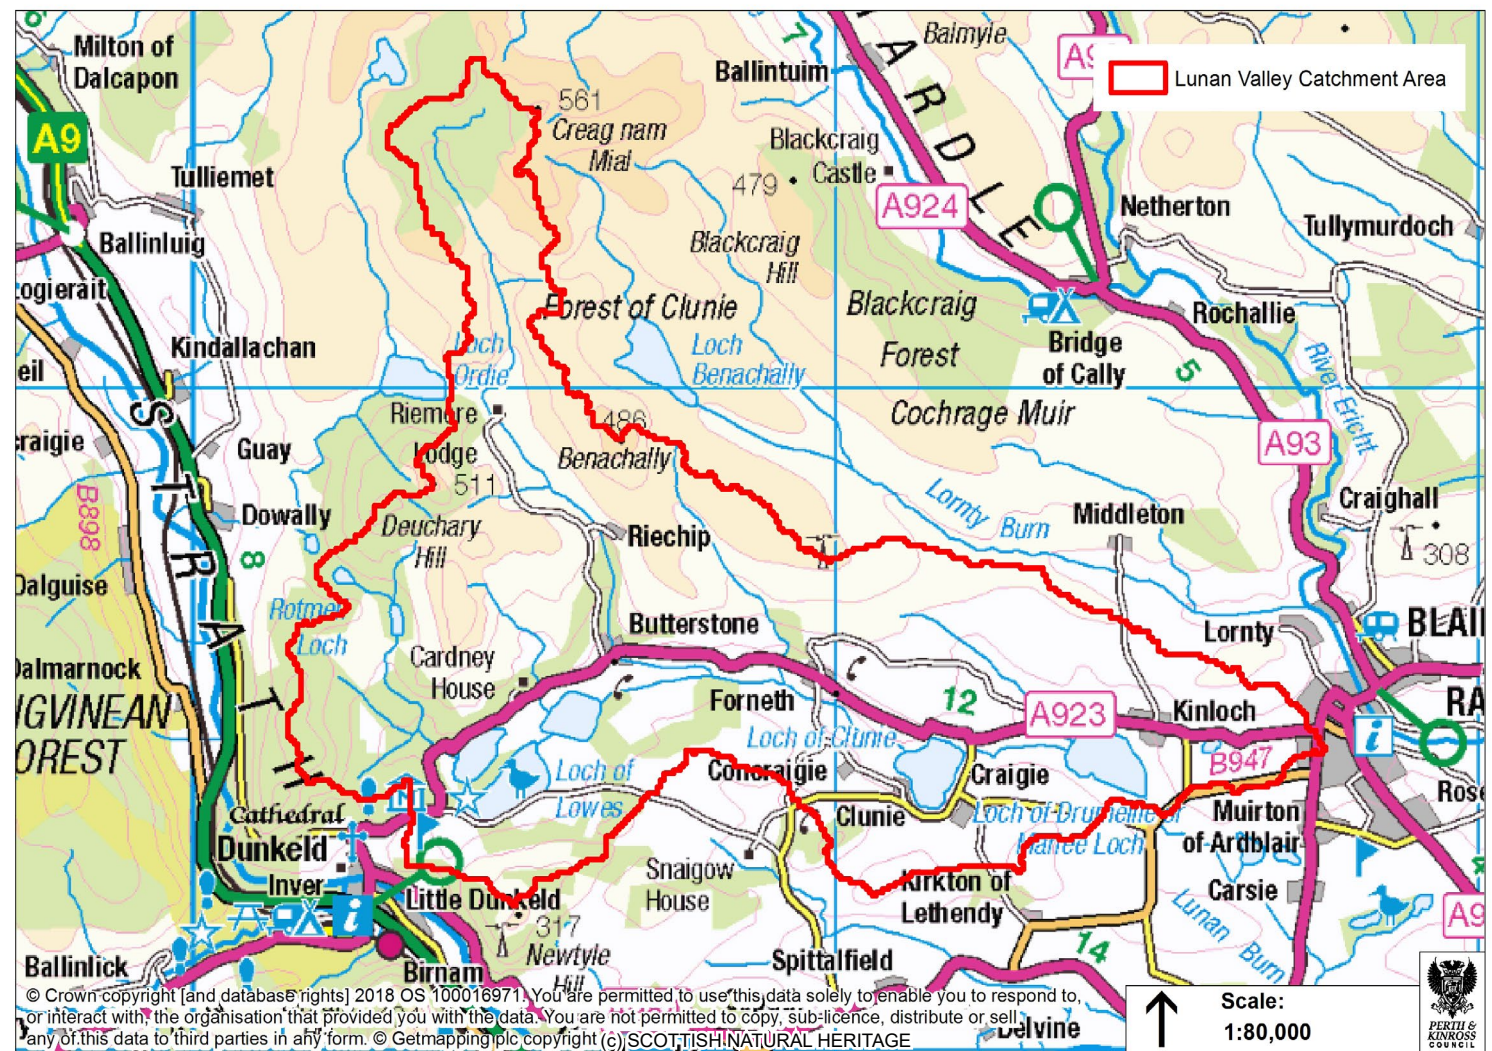 Milton of
Dalcapon
A9
Tulliemet
Ballinluig
Logierait
Kindallachan
Guay
Dowally
B898
8
Dalguise
Dalmarnock
STRATH
561
Creag nam
Mial
479
Blackcraig
Castle
Ballintuim
7
ARDLE
Balmyle
A924
Lunan Valley Catchment Area
Netherton
Tullymurdoch
Blackcraig
Hill
Forest of Clunie
Loch
Benachally
Loch
Ordie
Riemore
Lodge
511
Deuchary
Hill
486
Benachally
Blackcraig
Forest
Bridge
of Cally
Rochallie
5
River Ericht
Cochrage Muir
A93
Craighall
308
Lornty Burn
Middleton
Riechip
Rotmell
Loch
Butterstone
Cardney
House
Forneth
12
A923
Lornty
Kinloch
B947
Loch of Clunie
Concraigie
Craigie
Loch of
Lowes
Clunie
Loch of Drumellie or
Marlee Loch
Muirton
of Ardblair
Carsie
Lunan Burn
Cathedral
Dunkeld
Inver
Little Dunkeld
Snaigow
House
Kirkton of
Lethendy
317
Newtyle
Hill
Ballinlick
Birnam
Spittalfield
14
Delvine
© Crown copyright [and database rights] 2018 OS 100016971. You are permitted to use this data solely to enable you to respond to,
or interact with, the organisation that provided you with the data. You are not permitted to copy, sub-licence, distribute or sell
any of this data to third parties in any form. © Getmapping plc copyright (c) SCOTTISH NATURAL HERITAGE
Scale:
1:80,000
PERTH &
KINROSS
COUNCIL